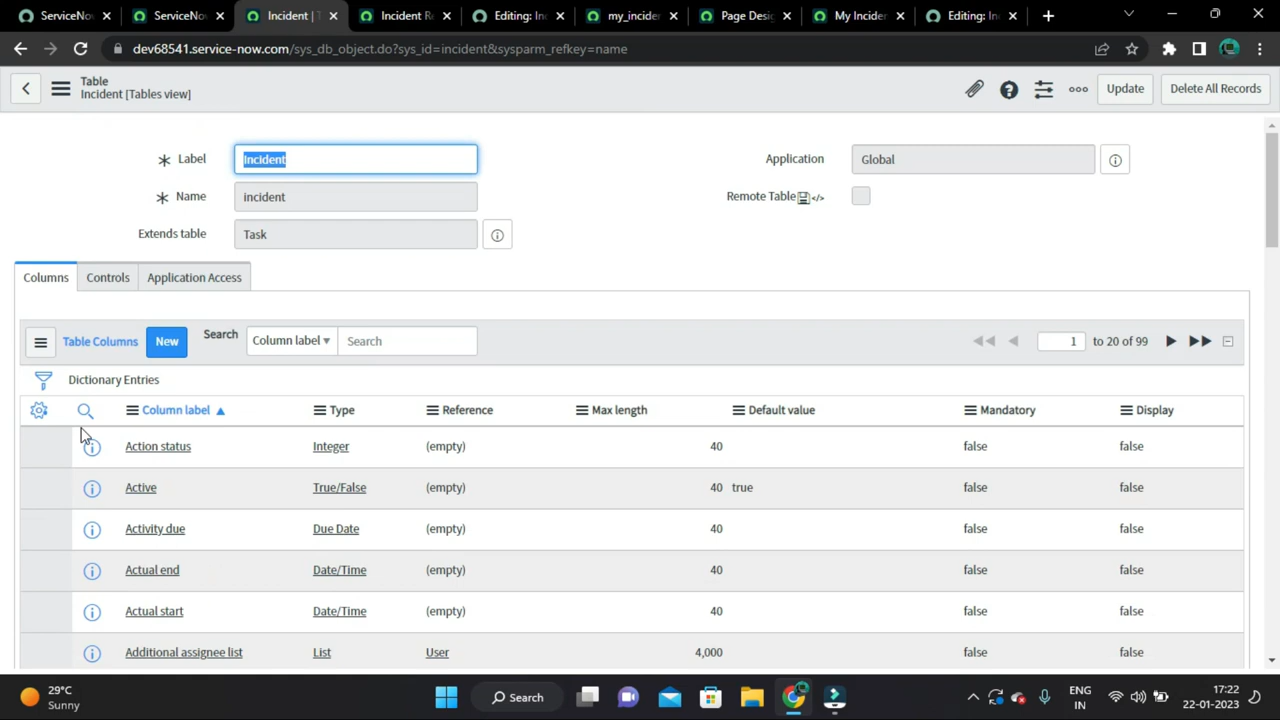 ServiceNo
ServiceNov
Incident | T
Incident R
Editing: Inc
my_incider
Page Desig
My Incider
Editing: Inc
dev68541.service-now.com/sys_db_object.do?sys_id=incident&sysparm_refkey=name
Table
Incident [Tables view]
Update
Delete All Records
Label
Incident
Application
Global
Name
incident
Remote Table
Extends table
Task
Columns
Controls
Application Access
Table Columns
New
Search
Column label
Search
1
to 20 of 99
Dictionary Entries
Column label
Type
Reference
Max length
Default value
Mandatory
Display
Action status Integer (empty) 40 false false
Active True/False (empty) 40 true false false
Activity due Due Date (empty) 40 false false
Actual end Date/Time (empty) 40 false false
Actual start Date/Time (empty) 40 false false
Additional assignee list List User 4,000 false false
29°C
Sunny
Search
ENG
IN
17:22
22-01-2023